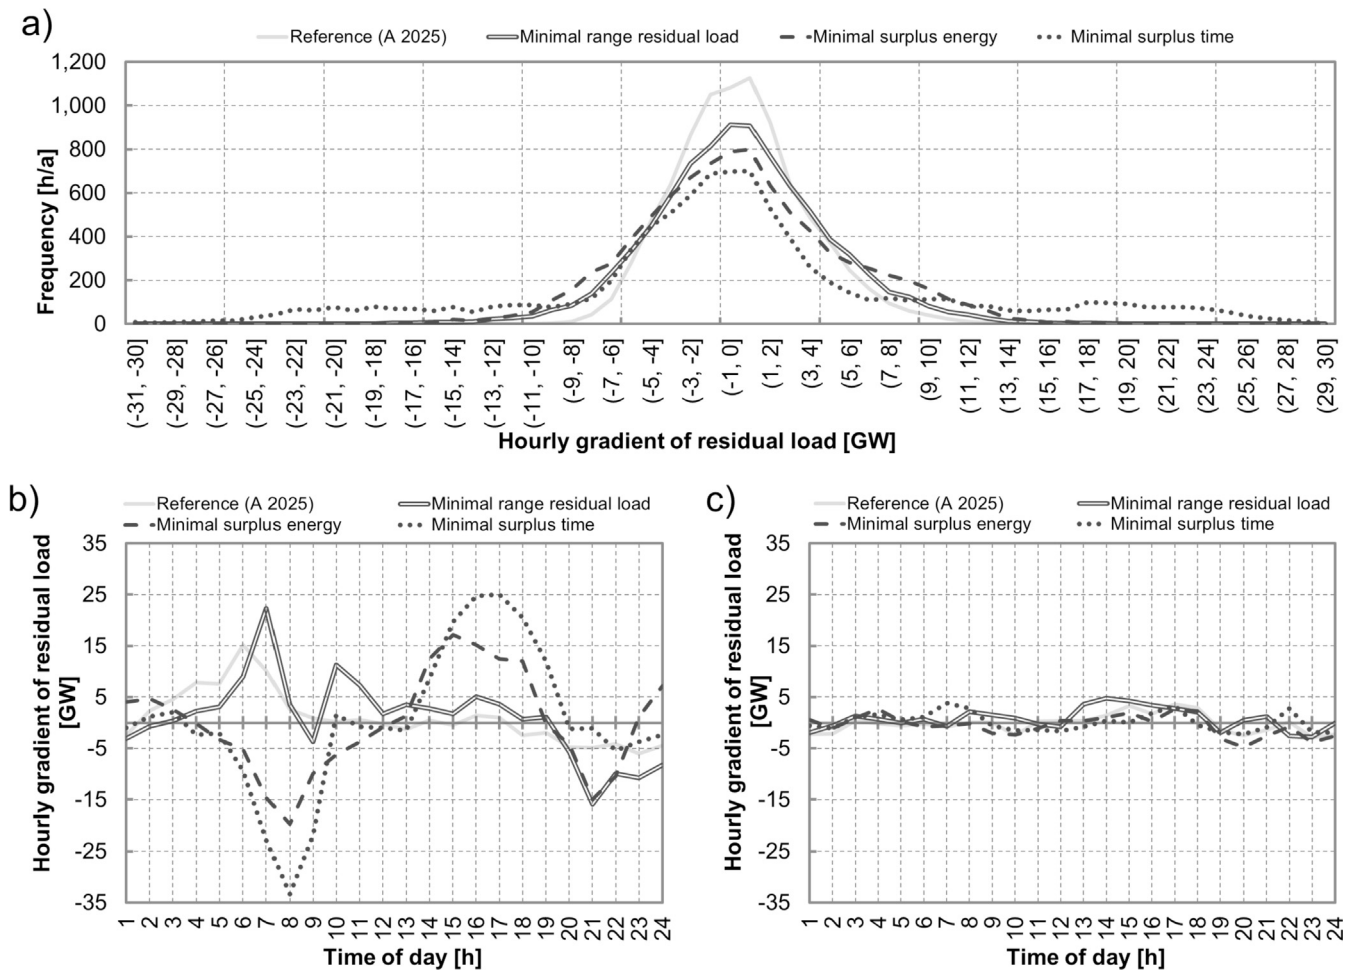 a)
Reference (A 2025) Minimal range residual load Minimal surplus energy Minimal surplus time
1,200
1,000
800
600
400
200
0
Frequency [h/a]
(-31, -30] (-29, -28] (-27, -26] (-25, -24] (-23, -22] (-21, -20] (-19, -18] (-17, -16] (-15, -14] (-13, -12] (-11, -10] (-9, -8] (-7, -6] (-5, -4] (-3, -2] (-1, 0] (1, 2] (3, 4] (5, 6] (7, 8] (9, 10] (11, 12] (13, 14] (15, 16] (17, 18] (19, 20] (21, 22] (23, 24] (25, 26] (27, 28] (29, 30]
Hourly gradient of residual load [GW]
b)
Reference (A 2025) Minimal range residual load
Minimal surplus energy Minimal surplus time
35
25
15
5
-5
-15
-25
-35
Hourly gradient of residual load
[GW]
1 2 3 4 5 6 7 8 9 10 11 12 13 14 15 16 17 18 19 20 21 22 23 24
Time of day [h]
c)
Reference (A 2025) Minimal range residual load
Minimal surplus energy Minimal surplus time
35
25
15
5
-5
-15
-25
-35
Hourly gradient of residual load
[GW]
1 2 3 4 5 6 7 8 9 10 11 12 13 14 15 16 17 18 19 20 21 22 23 24
Time of day [h]